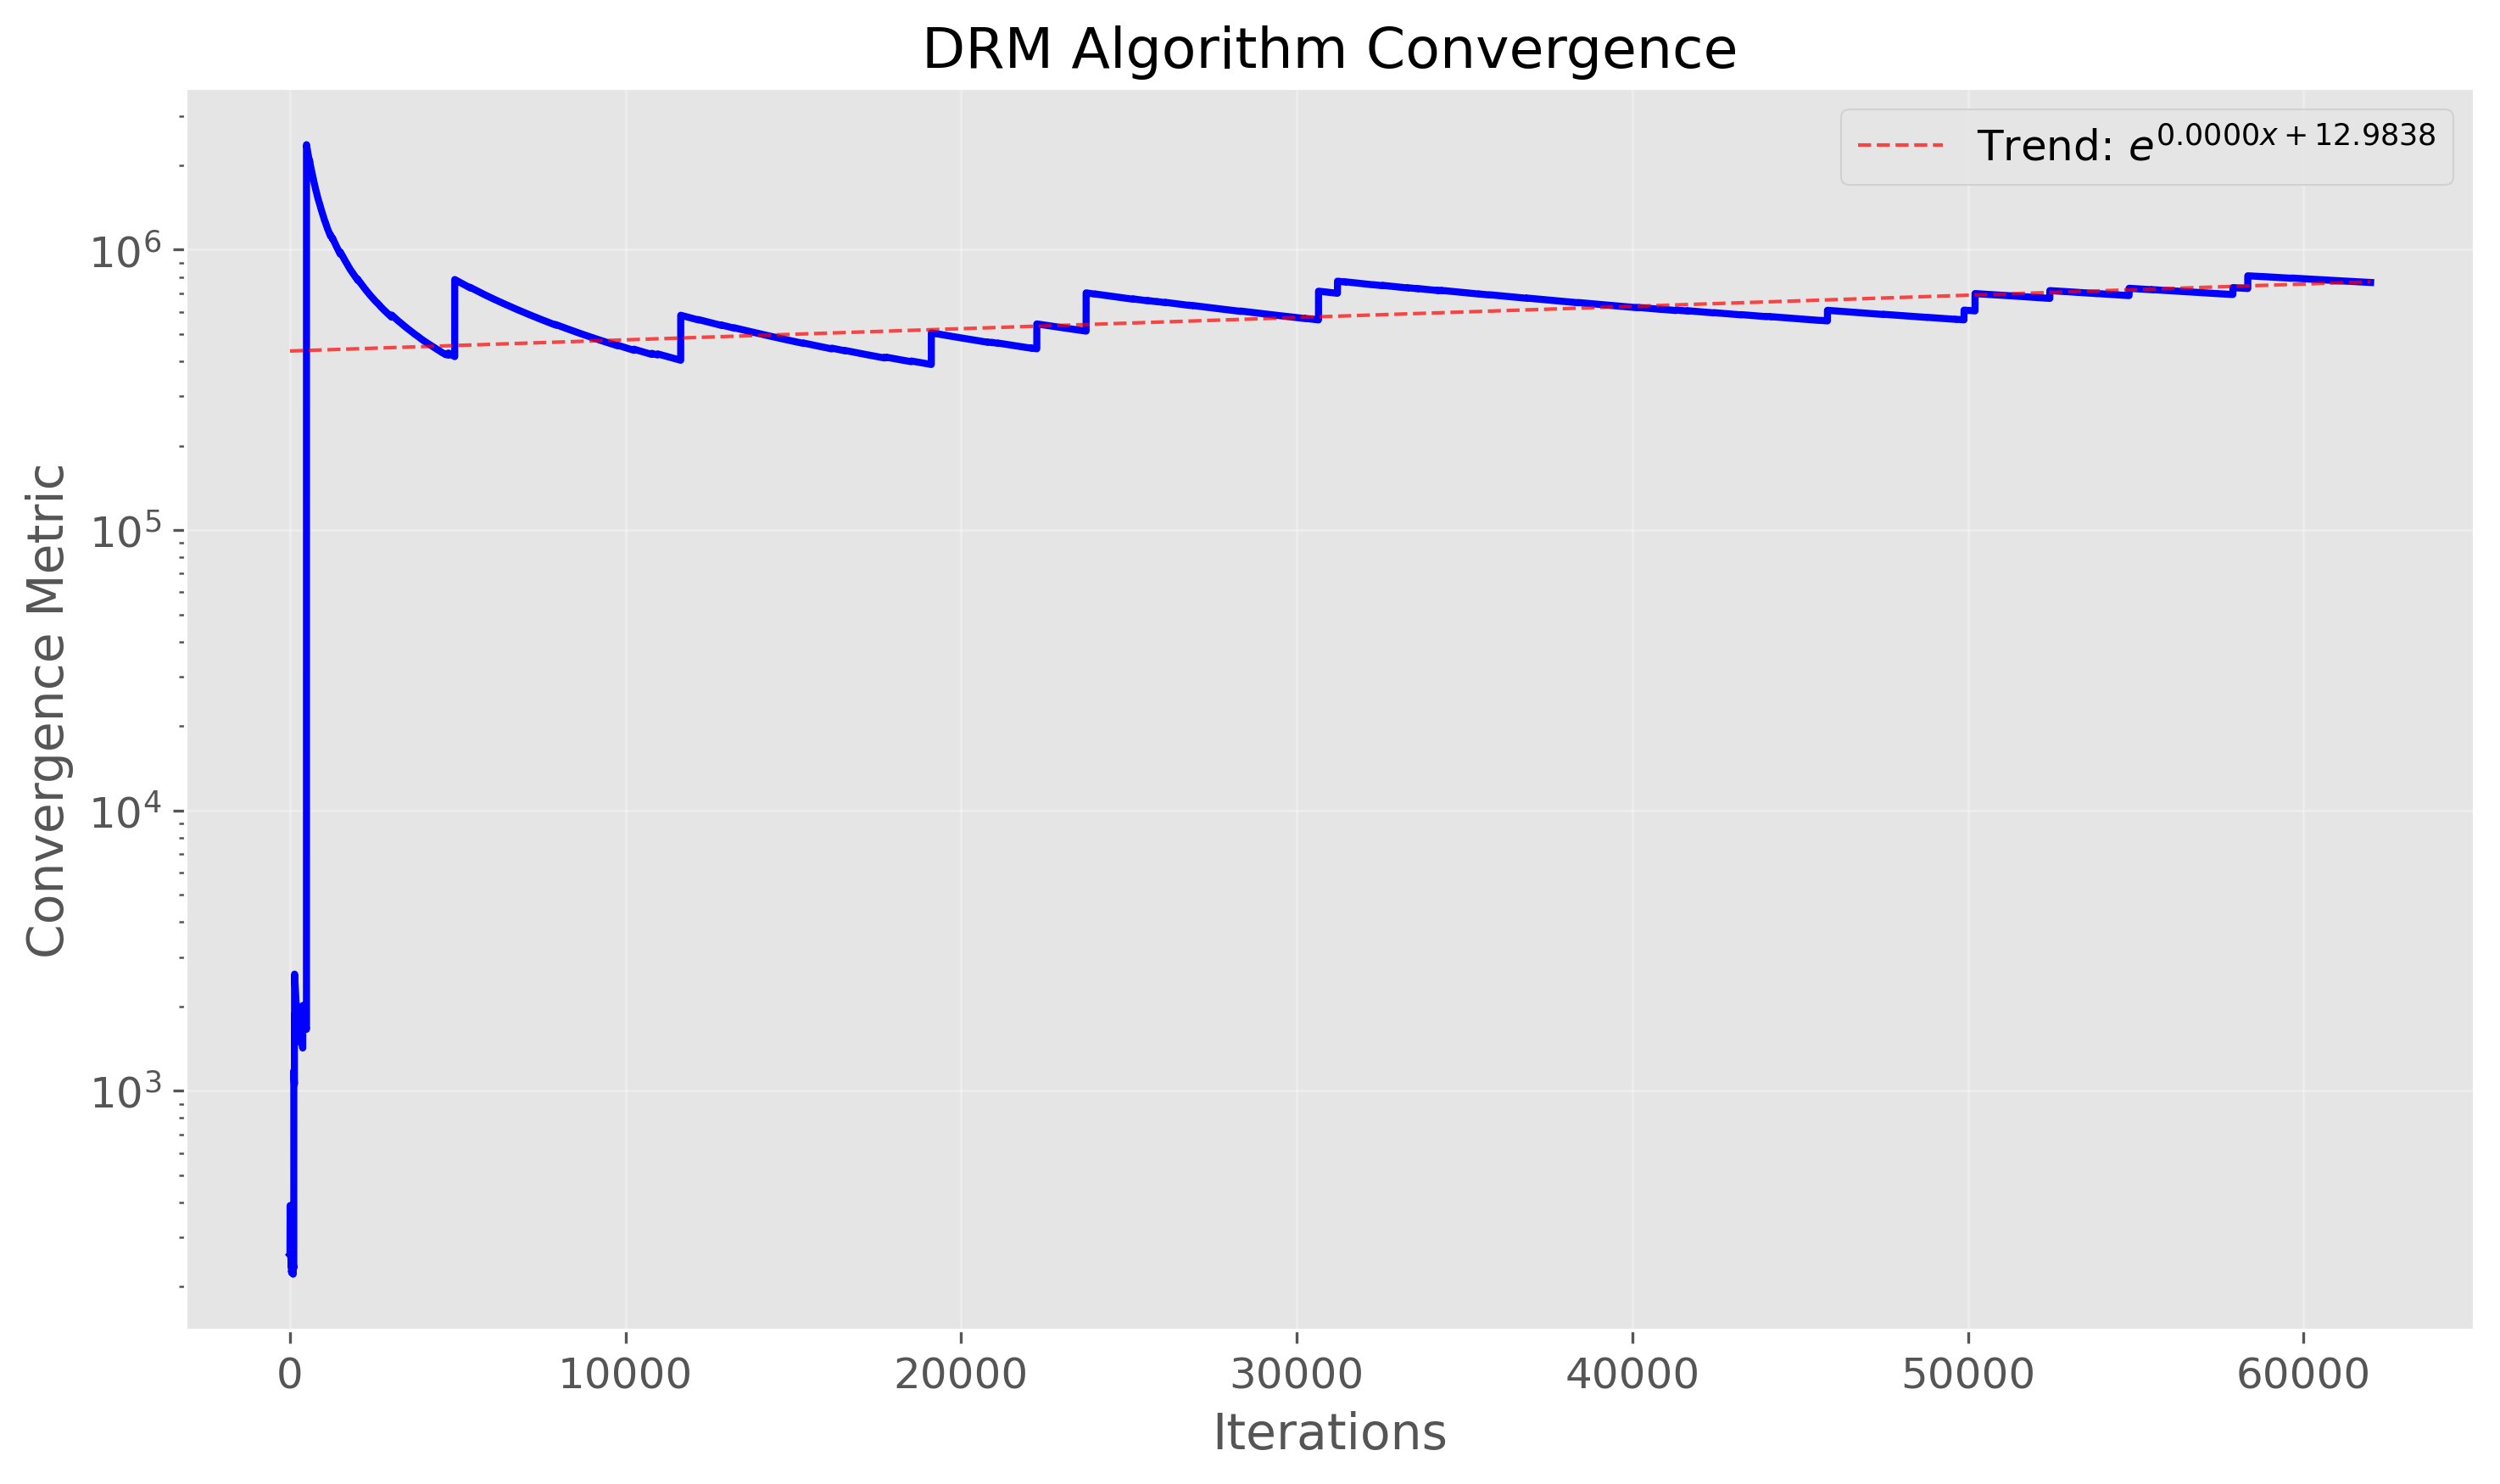 DRM Algorithm Convergence
Trend: e^{0.0000x + 12.9838}
Convergence Metric
10^6
10^5
10^4
10^3
0 10000 20000 30000 40000 50000 60000
Iterations